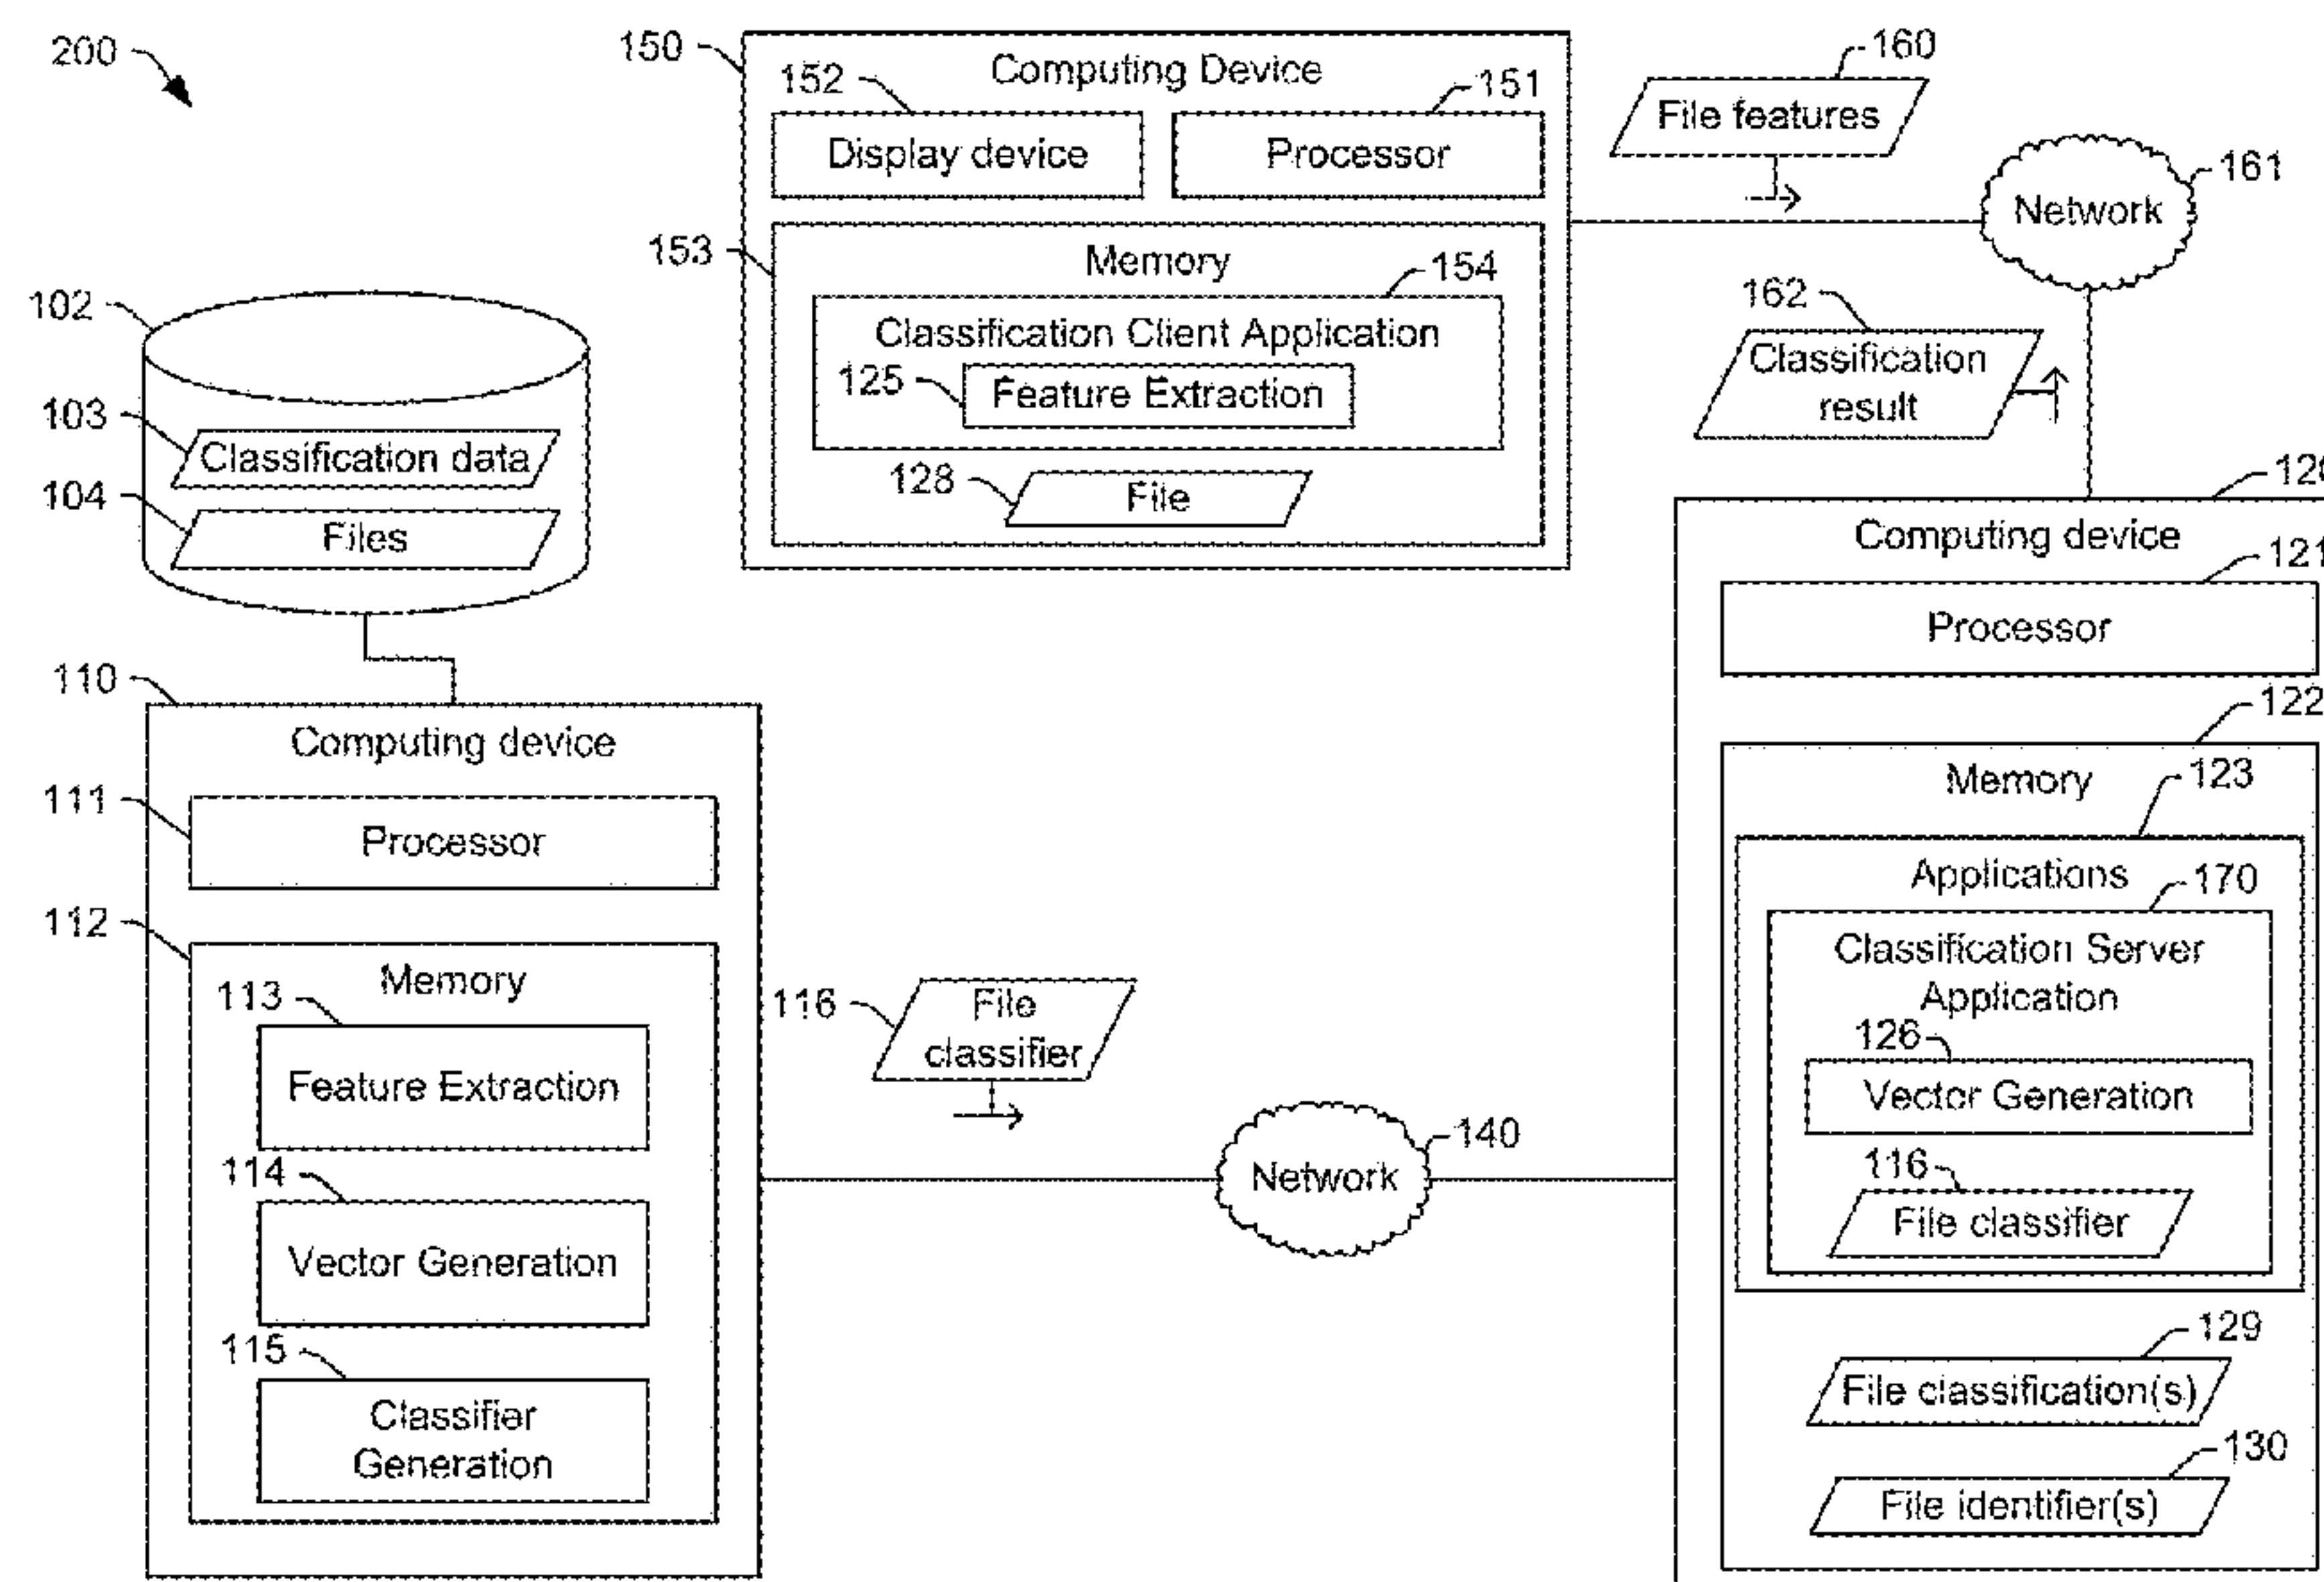 200
150
Computing Device
152
151
Display device
Processor
153
Memory
154
Classification Client Application
125
Feature Extraction
128
File
160
File features
161
Network
162
Classification
result
102
103
Classification data
104
Files
110
Computing device
111
Processor
112
Memory
113
Feature Extraction
114
Vector Generation
115
Classifier
Generation
116
File
classifier
140
Network
Computing device
121
Processor
122
Memory
123
Applications
170
Classification Server
Application
126
Vector Generation
116
File classifier
129
File classification(s)
130
File identifier(s)